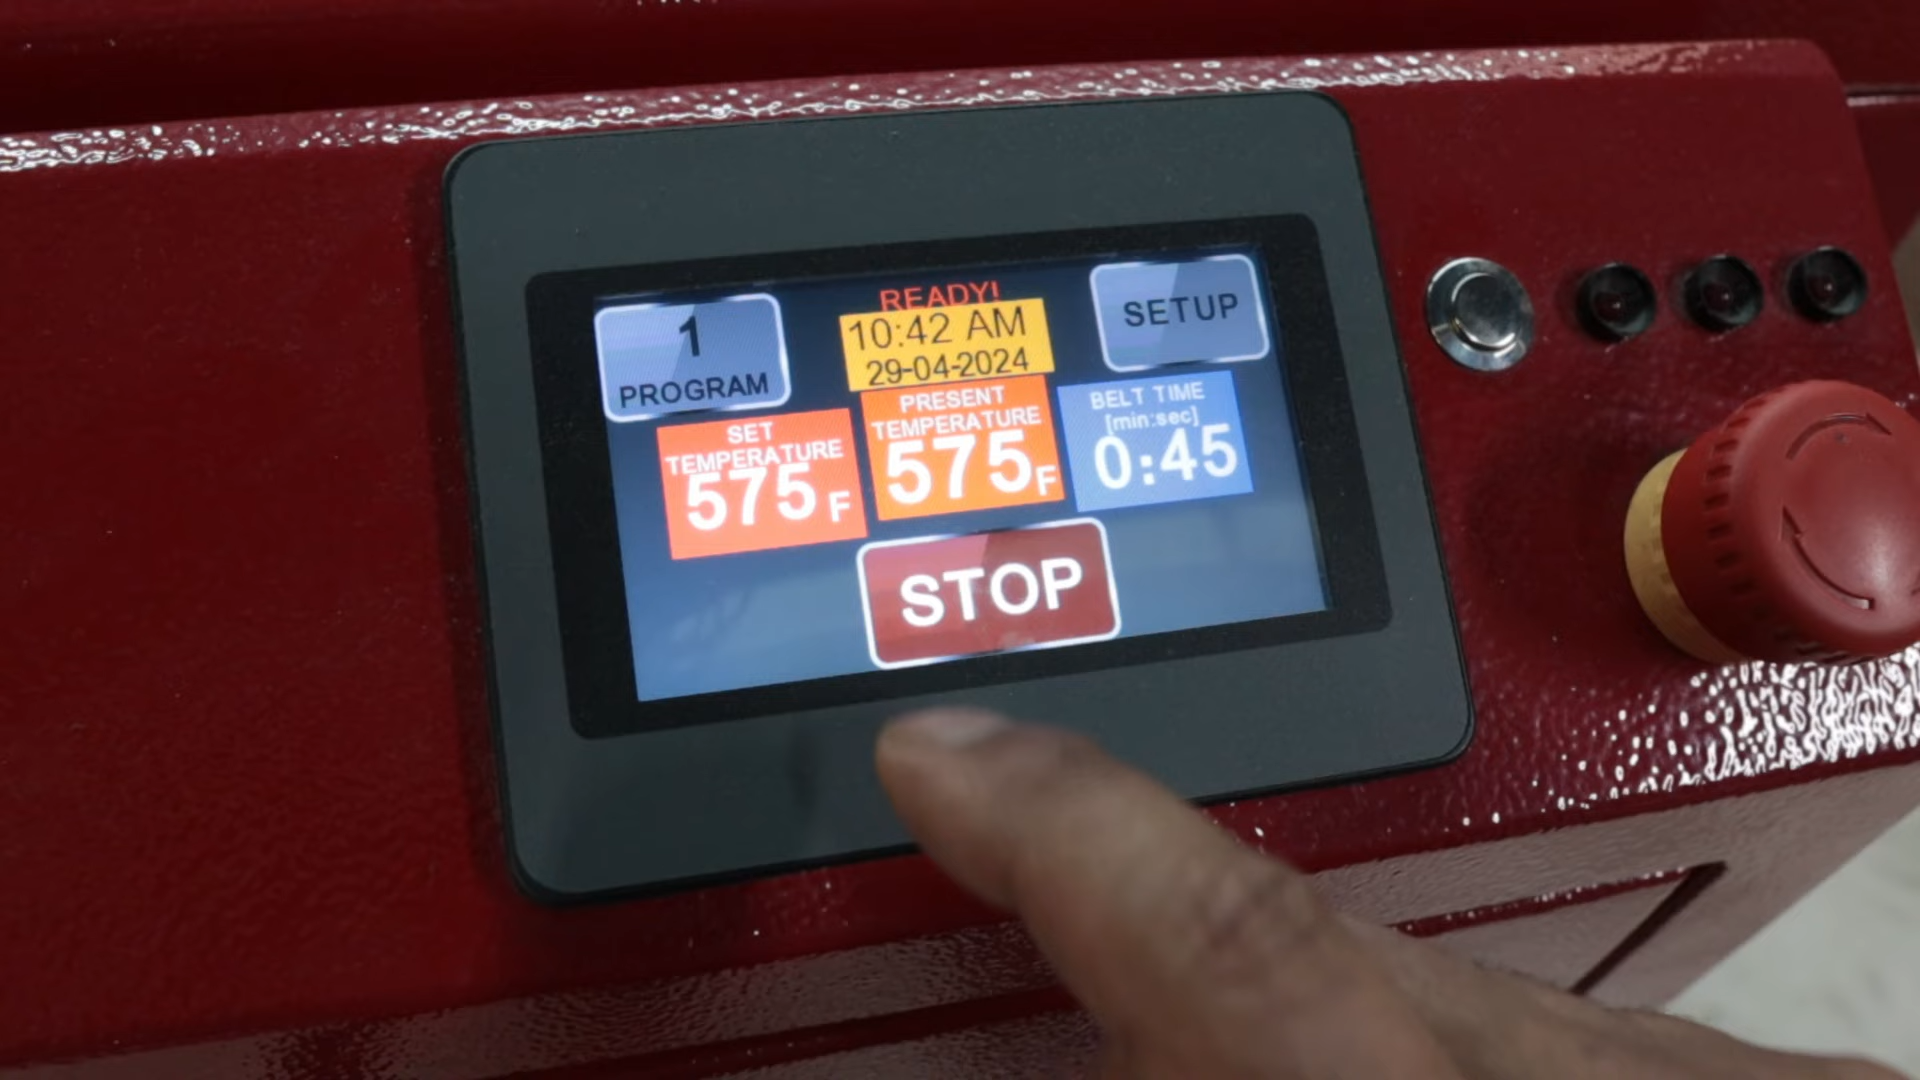 READY!
1
PROGRAM
10:42 AM
29-04-2024
SETUP
SET
TEMPERATURE
575 F
PRESENT
TEMPERATURE
575 F
BELT TIME
[min:sec]
0:45
STOP